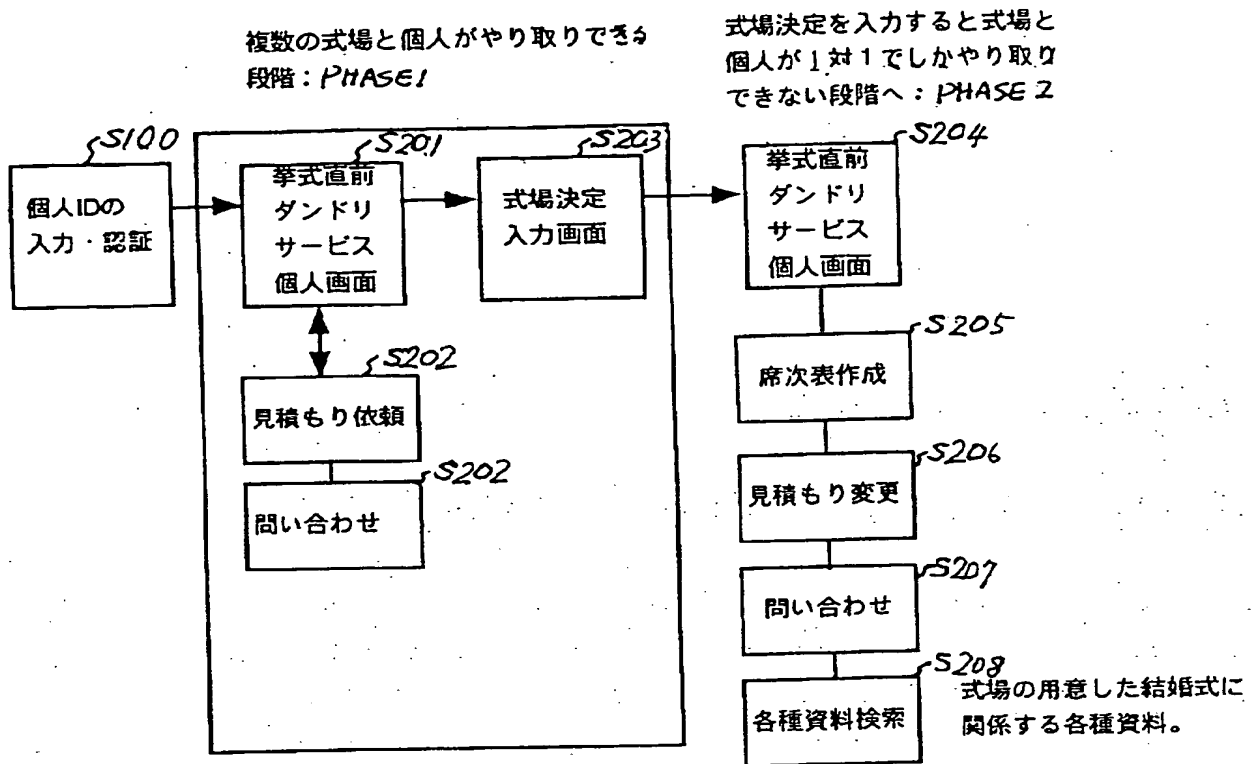 複数の式場と個人がやり取りできる
段階：PHASE1
式場決定を入力すると式場と
個人が1対1でしかやり取り
できない段階へ：PHASE2
S100
個人IDの
入力・認証
S201
挙式直前
ダンドリ
サービス
個人画面
S203
式場決定
入力画面
S202
見積もり依頼
S202
問い合わせ
S204
挙式直前
ダンドリ
サービス
個人画面
S205
席次表作成
S206
見積もり変更
S207
問い合わせ
S208
各種資料検索
式場の用意した結婚式に
関係する各種資料。